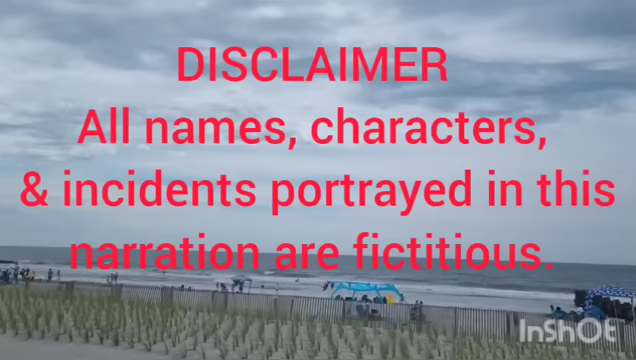 DISCLAIMER
All names, characters,
& incidents portrayed in this
narration are fictitious.
InShOt